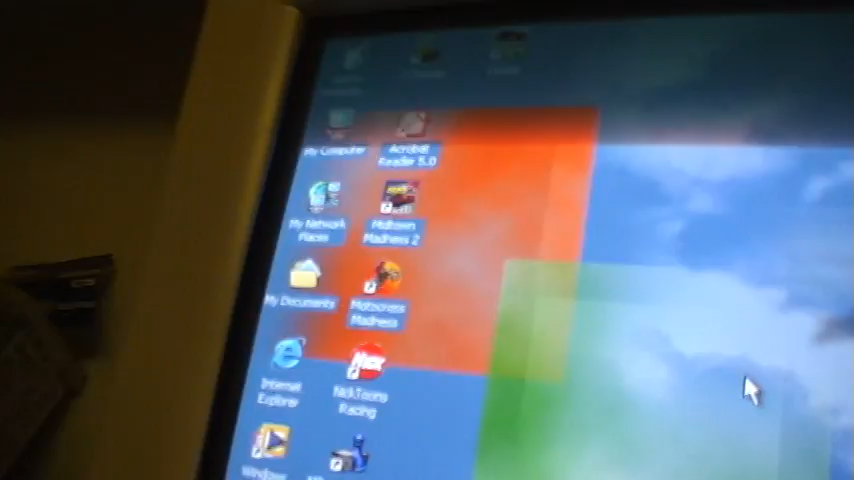 My Computer
Acrobat
Reader 5.0
My Network
Places
Midtown
Madness 2
My Documents
Motocross
Madness
Internet
Explorer
NickToons
Racing
Windows